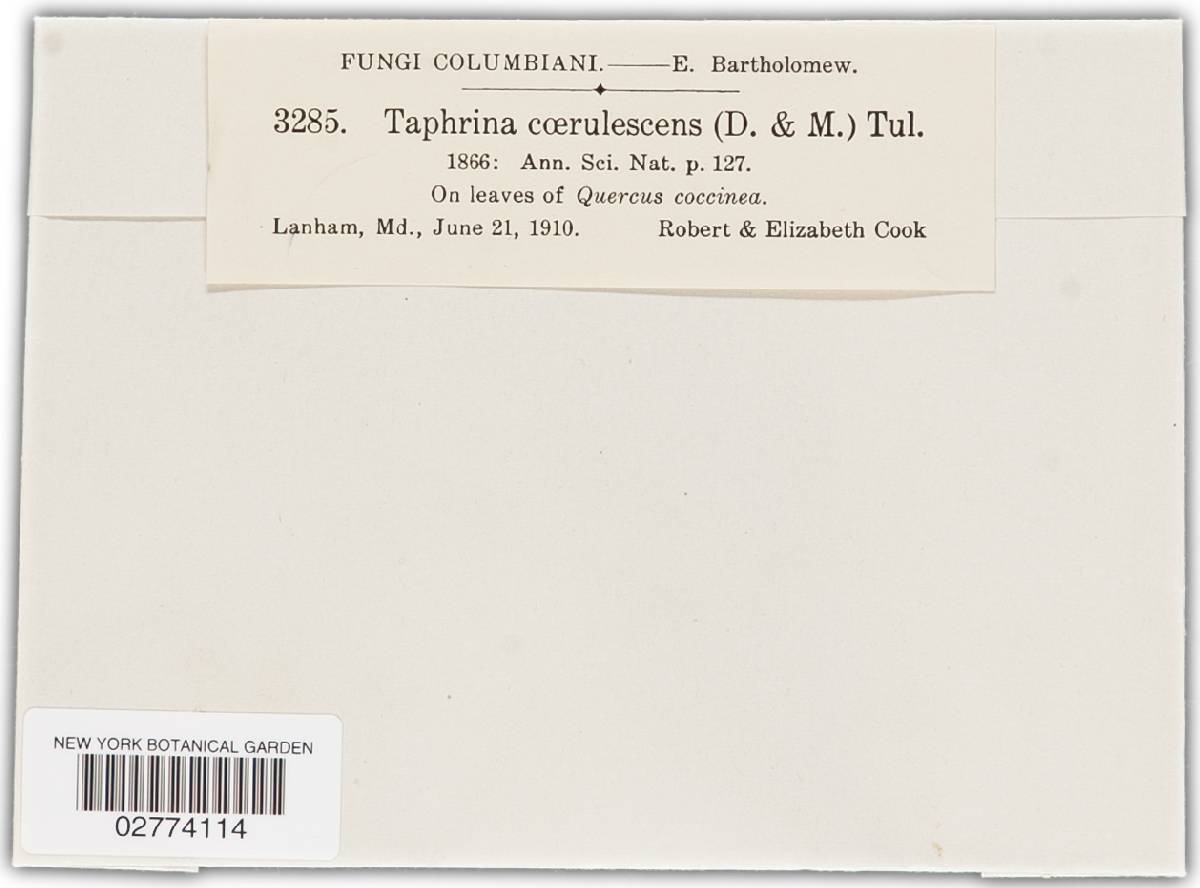 FUNGI COLUMBIANI.——E. Bartholomew.
3285. Taphrina cœrulescens (D. & M.) Tul.
1866: Ann. Sci. Nat. p. 127.
On leaves of Quercus coccinea.
Lanham, Md., June 21, 1910. Robert & Elizabeth Cook
NEW YORK BOTANICAL GARDEN
02774114